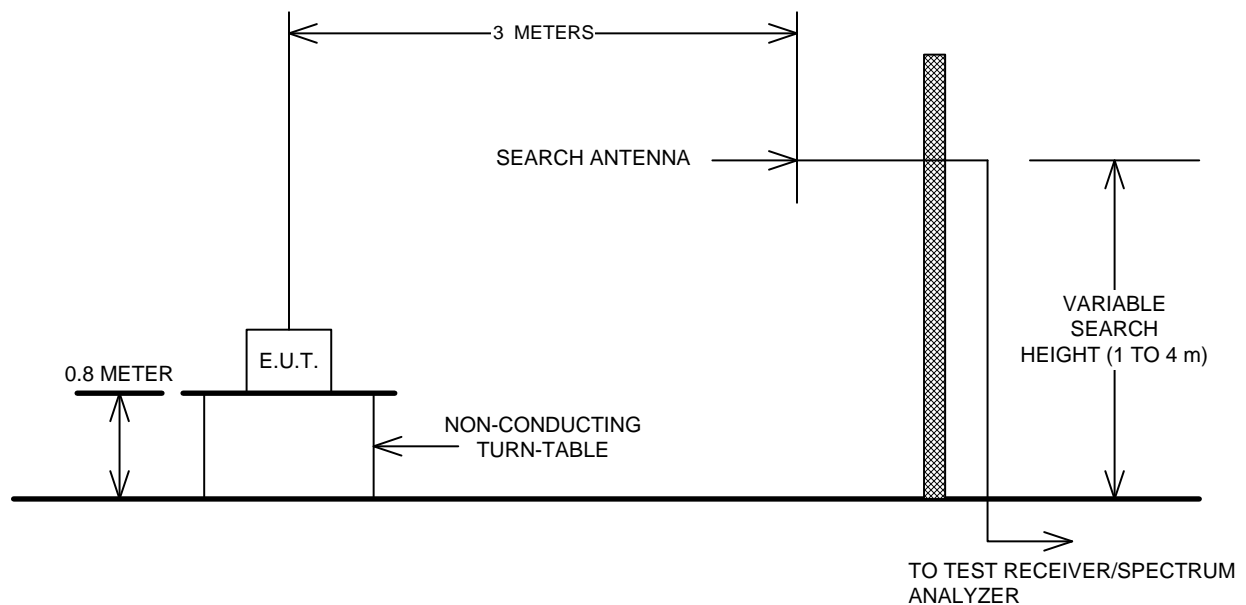 3 METERS
SEARCH ANTENNA
VARIABLE
SEARCH
HEIGHT (1 TO 4 m)
E.U.T.
0.8 METER
NON-CONDUCTING
TURN-TABLE
TO TEST RECEIVER/SPECTRUM
ANALYZER